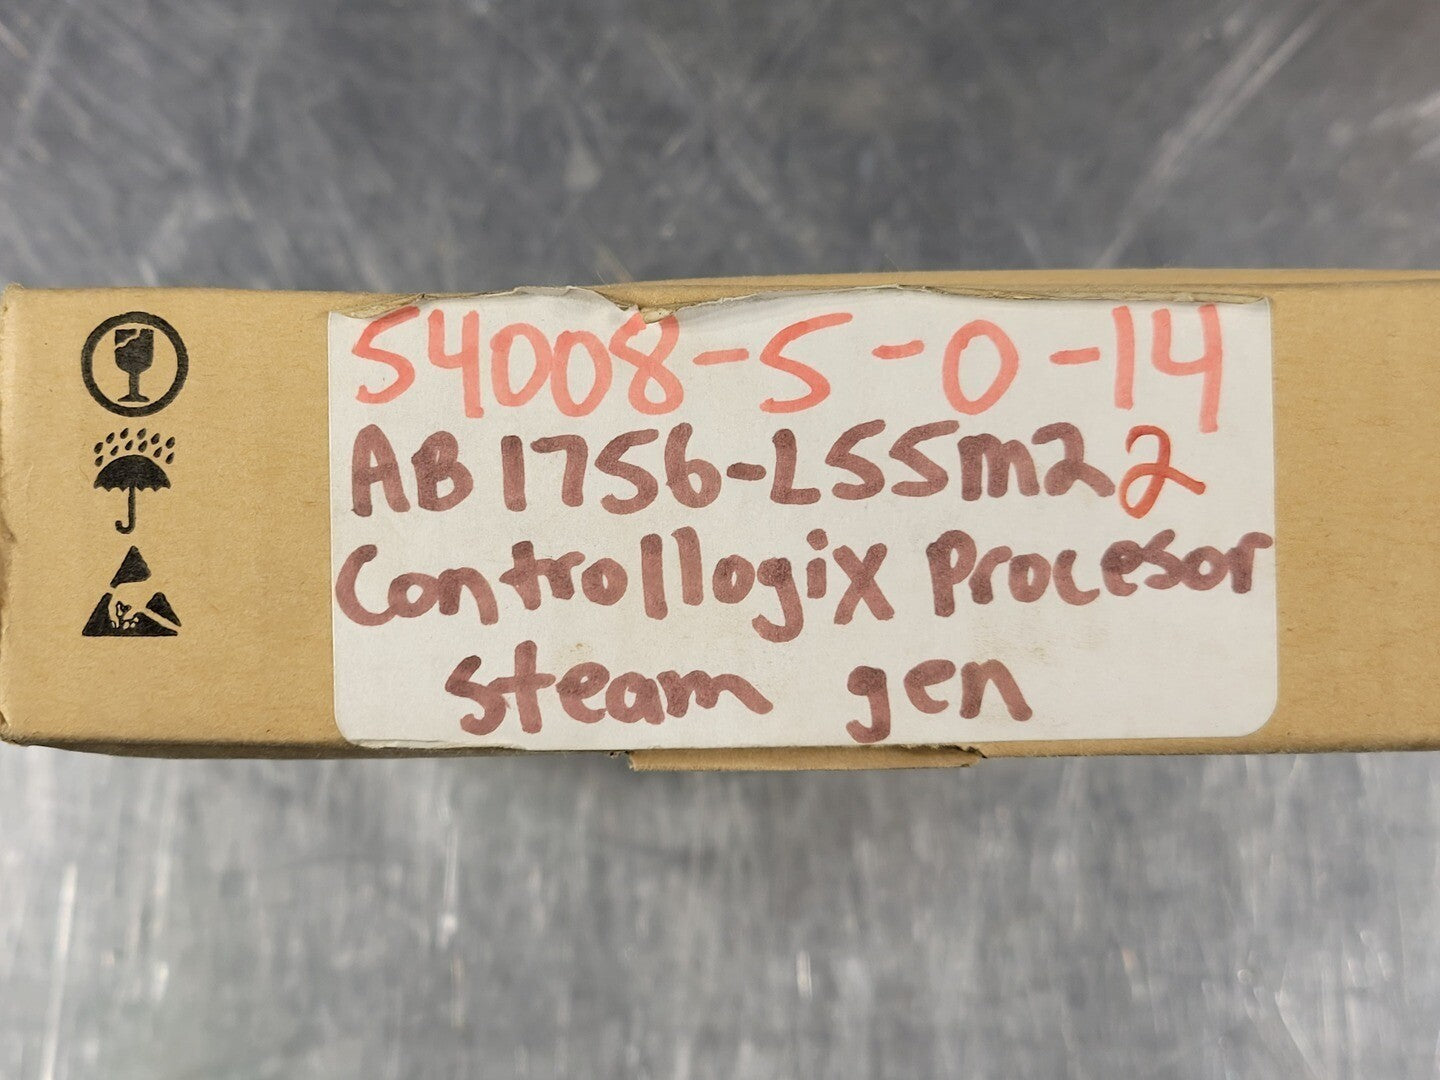 54008-5-0-14
AB 1756-L55M22
Controllogix Procesor
steam gen